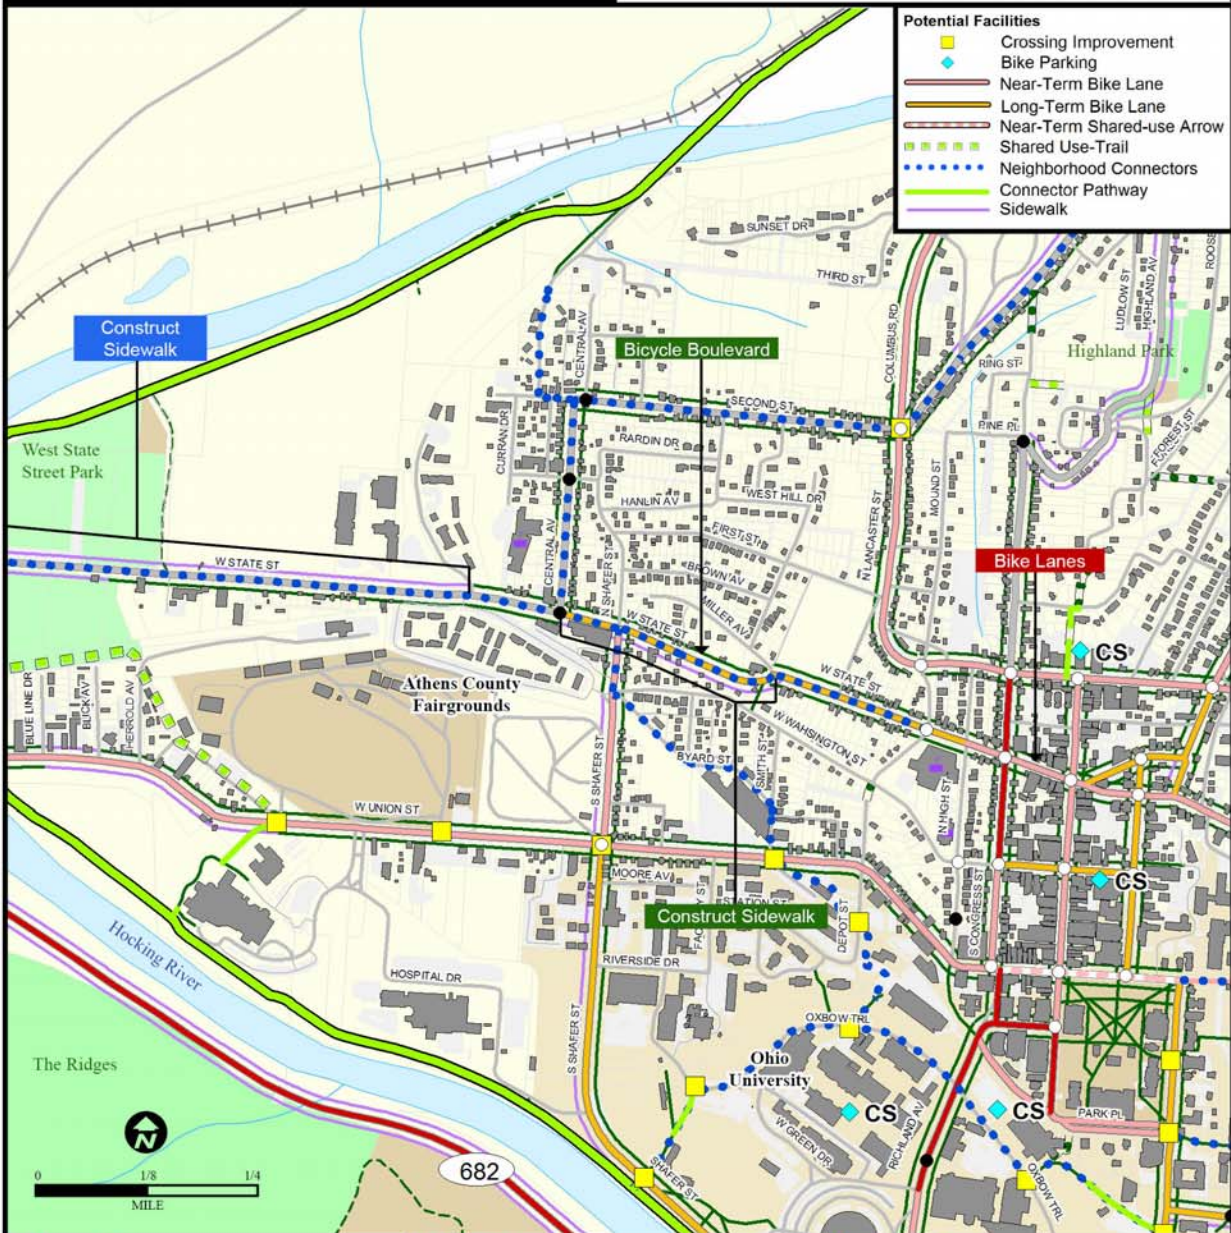 Potential Facilities
Crossing Improvement
Bike Parking
Near-Term Bike Lane
Long-Term Bike Lane
Near-Term Shared-use Arrow
Shared Use-Trail
Neighborhood Connectors
Connector Pathway
Sidewalk
SUNSET DR
THIRD ST
COLUMBUS RD
LUDLOW ST
HIGHLAND AV
ROOSE
Construct
Sidewalk
CENTRAL AV
Bicycle Boulevard
RING ST
Highland Park
SECOND ST
PINE PL
FOREST ST
CURRAN DR
RARDIN DR
West State
Street Park
HANLIN AV
WEST HILL DR
MOUND ST
N LANCASTER ST
FIRST ST
CENTRAL AV
N SHAFER ST
BROWN AV
Bike Lanes
W STATE ST
MILLER AV
W STATE ST
CS
W STATE ST
BLUE LINE DR
BUCK AV
HERROLD AV
Athens County
Fairgrounds
W WAHSINGTON ST
S SHAFER ST
BYARD ST
SMITH ST
W UNION ST
N HIGH ST
MOORE AV
S CONGRESS ST
CS
STATION ST
Construct Sidewalk
DEPOT ST
Hocking River
RIVERSIDE DR
HOSPITAL DR
OXBOW TRL
S SHAFER ST
The Ridges
Ohio
University
CS
CS
PARK PL
W GREEN DR
RICHLAND AV
N
682
SHAFER ST
OXBOW TRL
0 1/8 1/4
MILE